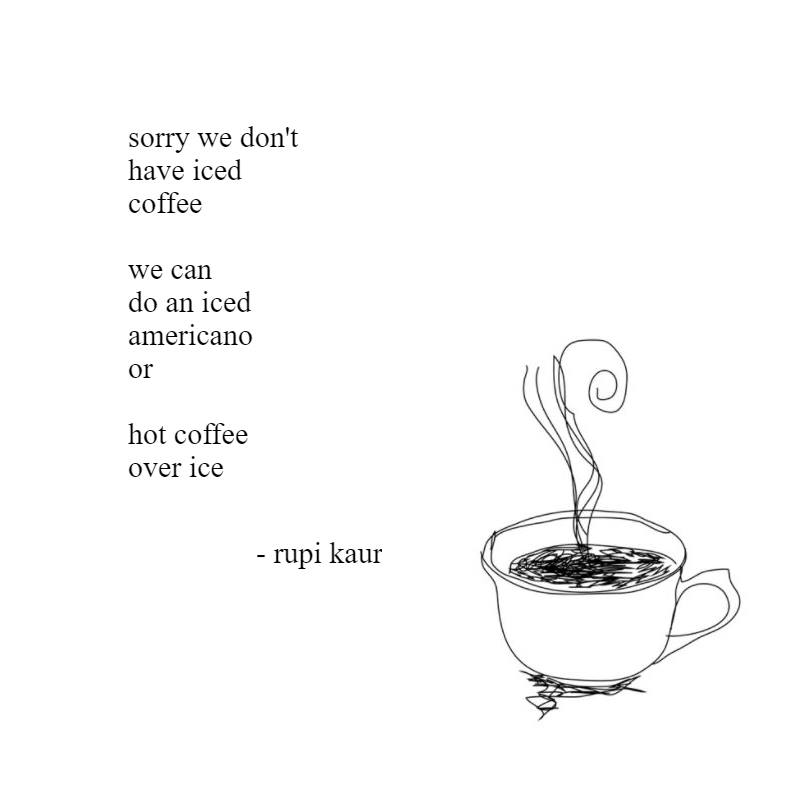 sorry we don't
have iced
coffee
we can
do an iced
americano
or
hot coffee
over ice
- rupi kaur